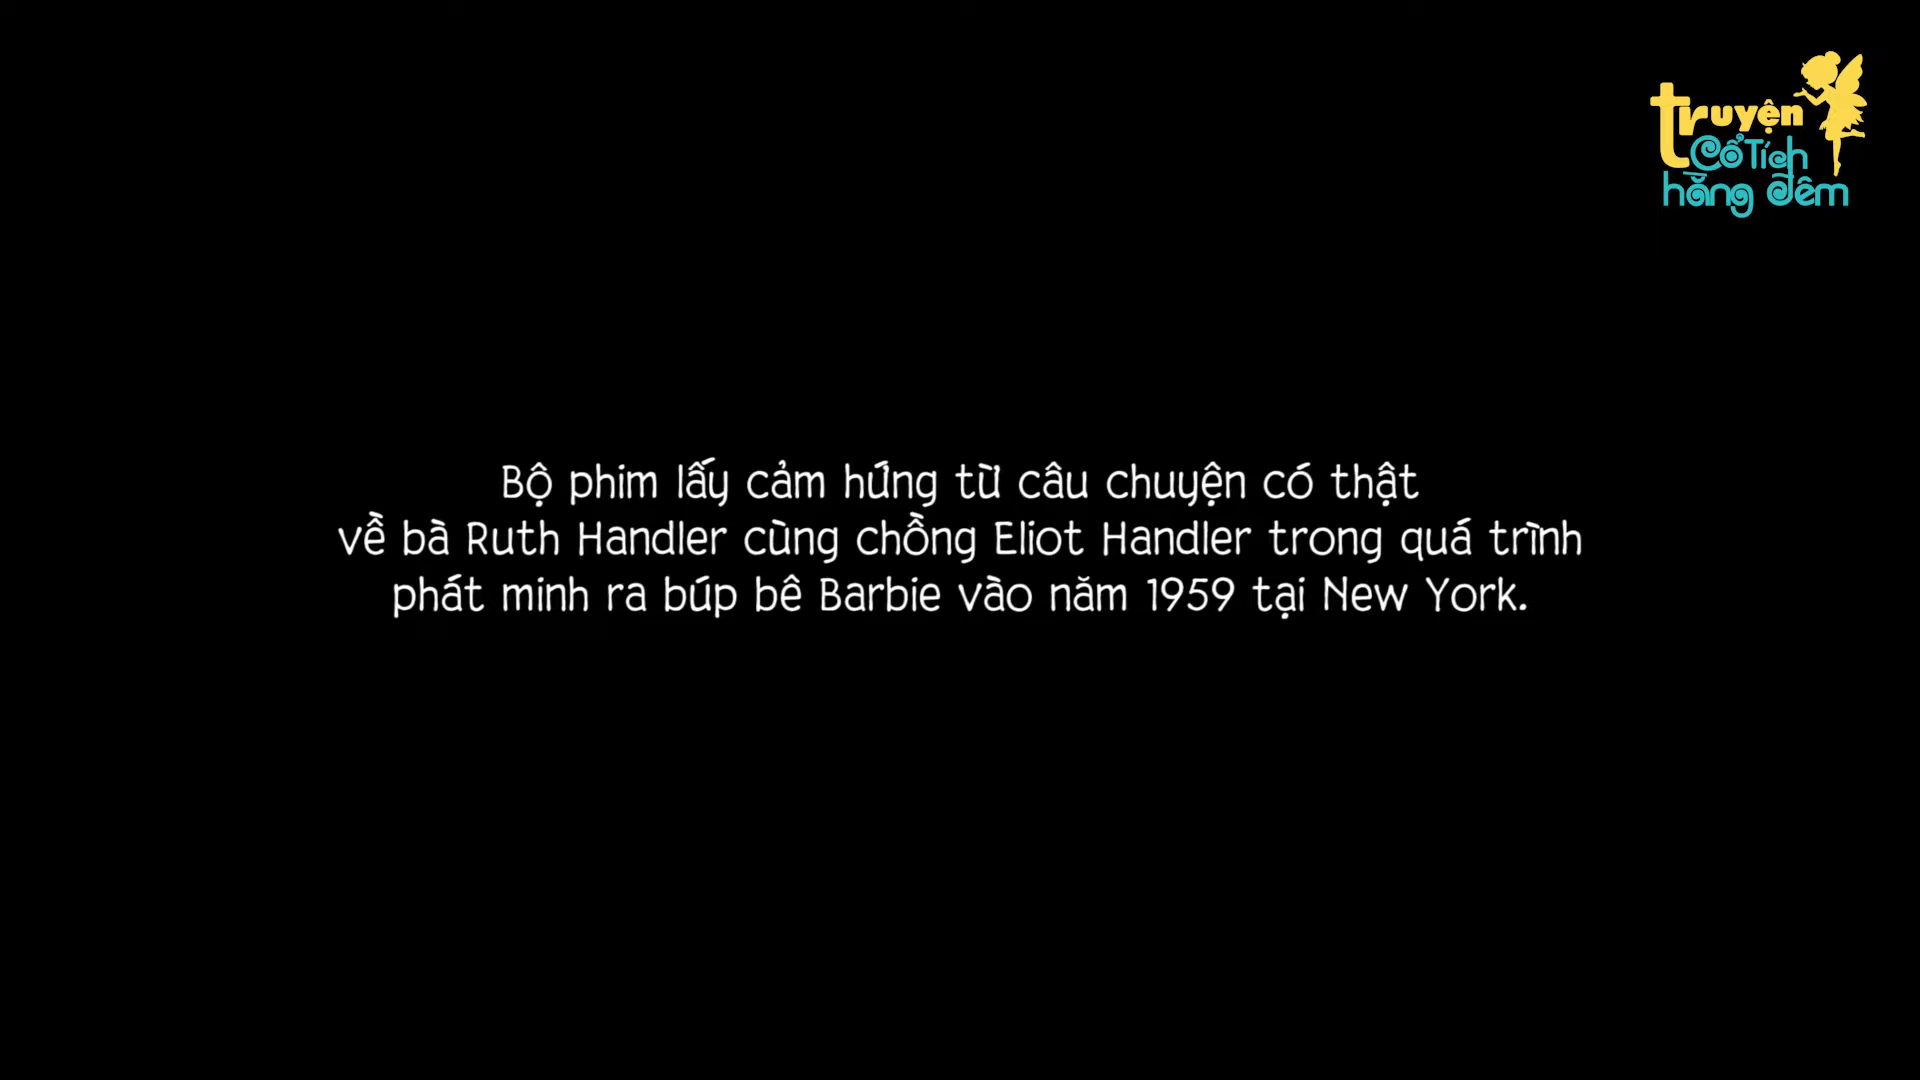 truyện
Cổ Tích
hằng đêm
Bộ phim lấy cảm hứng từ câu chuyện có thật
về bà Ruth Handler cùng chồng Eliot Handler trong quá trình
phát minh ra búp bê Barbie vào năm 1959 tại New York.